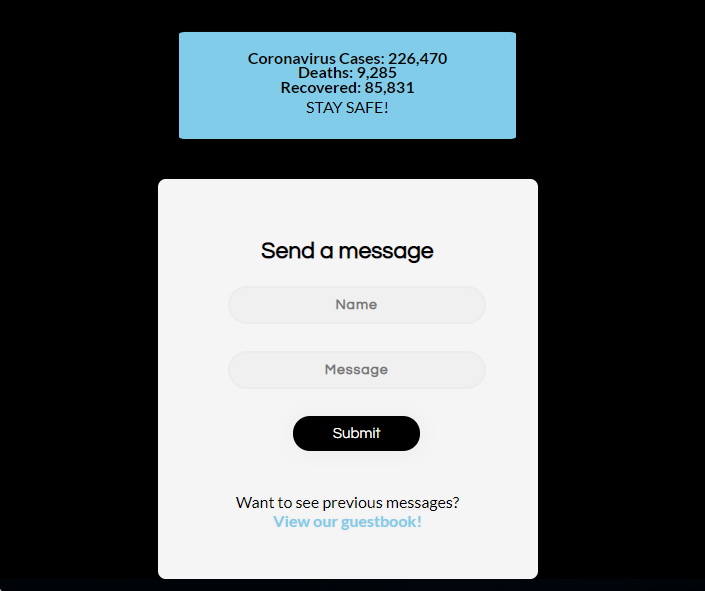 Coronavirus Cases: 226,470
Deaths: 9,285
Recovered: 85,831
STAY SAFE!
Send a message
Name
Message
Submit
Want to see previous messages?
View our guestbook!